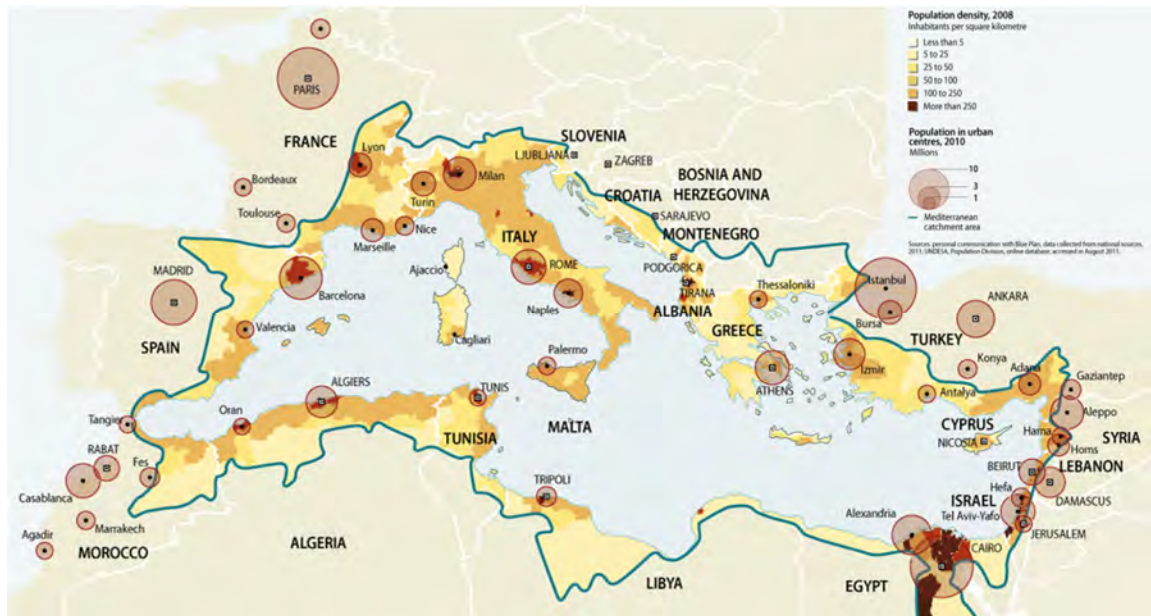 Population density, 2008
Inhabitants per square kilometre
Less than 5
5 to 25
25 to 50
50 to 100
100 to 250
More than 250
Population in urban
centres, 2010
Millions
10
3
1
Mediterranean
catchment area
Sources: personal communication with Blue Plan, data collected from national sources,
2011; UNDESA, Population Division, online database, accessed in August 2011.
PARIS
FRANCE
Lyon
SLOVENIA
LJUBLJANA
ZAGREB
Milan
Turin
BOSNIA AND
HERZEGOVINA
CROATIA
Bordeaux
Toulouse
Marseille
Nice
SARAJEVO
MONTENEGRO
ITALY
Ajaccio
ROME
PODGORICA
MADRID
Barcelona
TIRANA
Thessaloniki
Istanbul
ANKARA
Naples
ALBANIA
Bursa
Valencia
Cagliari
GREECE
TURKEY
SPAIN
Palermo
ATHENS
Izmir
Konya
Adana
Gaziantep
ALGIERS
TUNIS
Antalya
Aleppo
Tangir
Oran
MALTA
CYPRUS
Hama
SYRIA
NICOSIA
Homs
TUNISIA
RABAT
Fes
BEIRUT
LEBANON
Casablanca
TRIPOLI
Hefa
DAMASCUS
ISRAEL
Tel Aviv-Yafo
Alexandria
Marrakech
JERUSALEM
Agadir
MOROCCO
ALGERIA
CAIRO
LIBYA
EGYPT